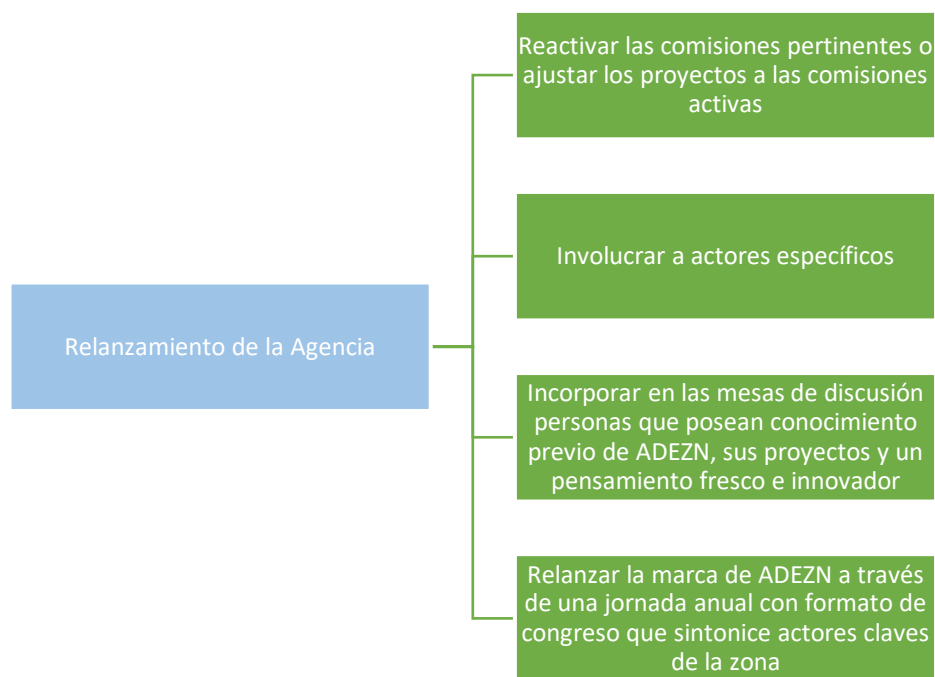 Relanzamiento de la Agencia
Reactivar las comisiones pertinentes o
ajustar los proyectos a las comisiones
activas
Involucrar a actores específicos
Incorporar en las mesas de discusión
personas que posean conocimiento
previo de ADEZN, sus proyectos y un
pensamiento fresco e innovador
Relanzar la marca de ADEZN a través
de una jornada anual con formato de
congreso que sintonice actores claves
de la zona